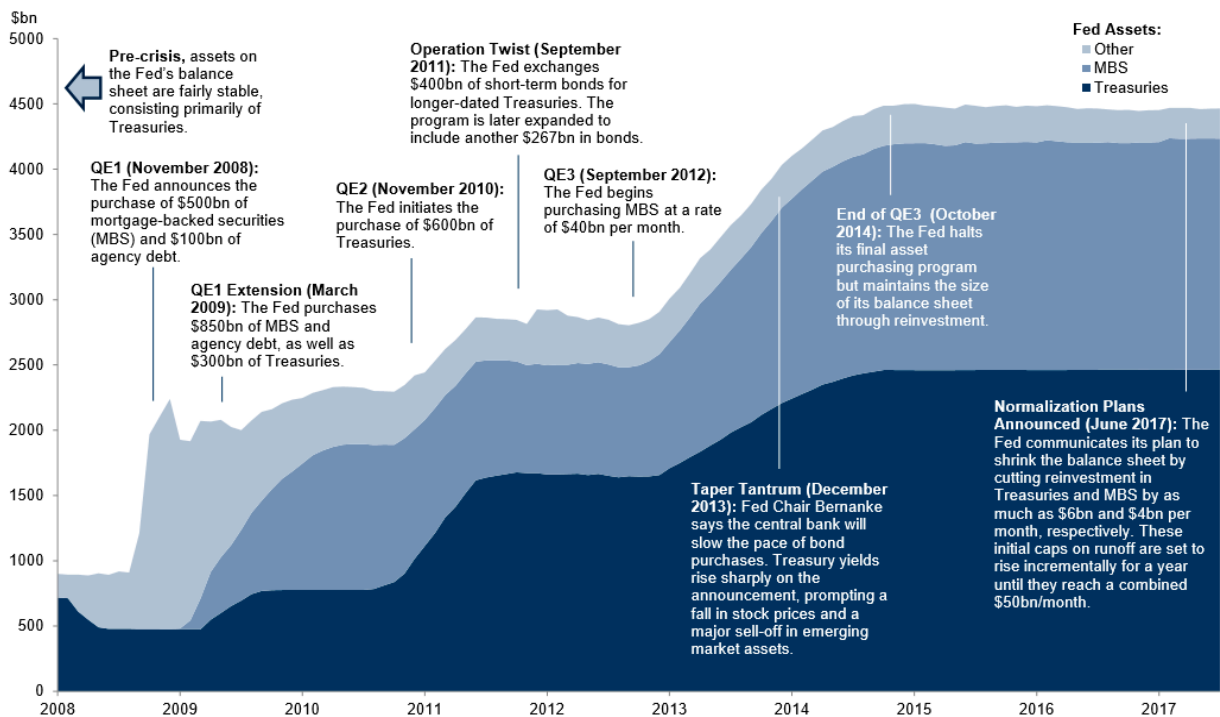 $bn
5000
4500
4000
3500
3000
2500
2000
1500
1000
500
0
Pre-crisis, assets on
the Fed's balance
sheet are fairly stable,
consisting primarily of
Treasuries.
QE1 (November 2008):
The Fed announces the
purchase of $500bn of
mortgage-backed securities
(MBS) and $100bn of
agency debt.
QE1 Extension (March
2009): The Fed purchases
$850bn of MBS and
agency debt, as well as
$300bn of Treasuries.
QE2 (November 2010):
The Fed initiates the
purchase of $600bn of
Treasuries.
Operation Twist (September
2011): The Fed exchanges
$400bn of short-term bonds for
longer-dated Treasuries. The
program is later expanded to
include another $267bn in bonds.
QE3 (September 2012):
The Fed begins
purchasing MBS at a rate
of $40bn per month.
Fed Assets:
Other
MBS
Treasuries
End of QE3 (October
2014): The Fed halts
its final asset
purchasing program
but maintains the size
of its balance sheet
through reinvestment.
Taper Tantrum (December
2013): Fed Chair Bernanke
says the central bank will
slow the pace of bond
purchases. Treasury yields
rise sharply on the
announcement, prompting a
fall in stock prices and a
major sell-off in emerging
market assets.
Normalization Plans
Announced (June 2017): The
Fed communicates its plan to
shrink the balance sheet by
cutting reinvestment in
Treasuries and MBS by as
much as $6bn and $4bn per
month, respectively. These
initial caps on runoff are set to
rise incrementally for a year
until they reach a combined
$50bn/month.
2008
2009
2010
2011
2012
2013
2014
2015
2016
2017